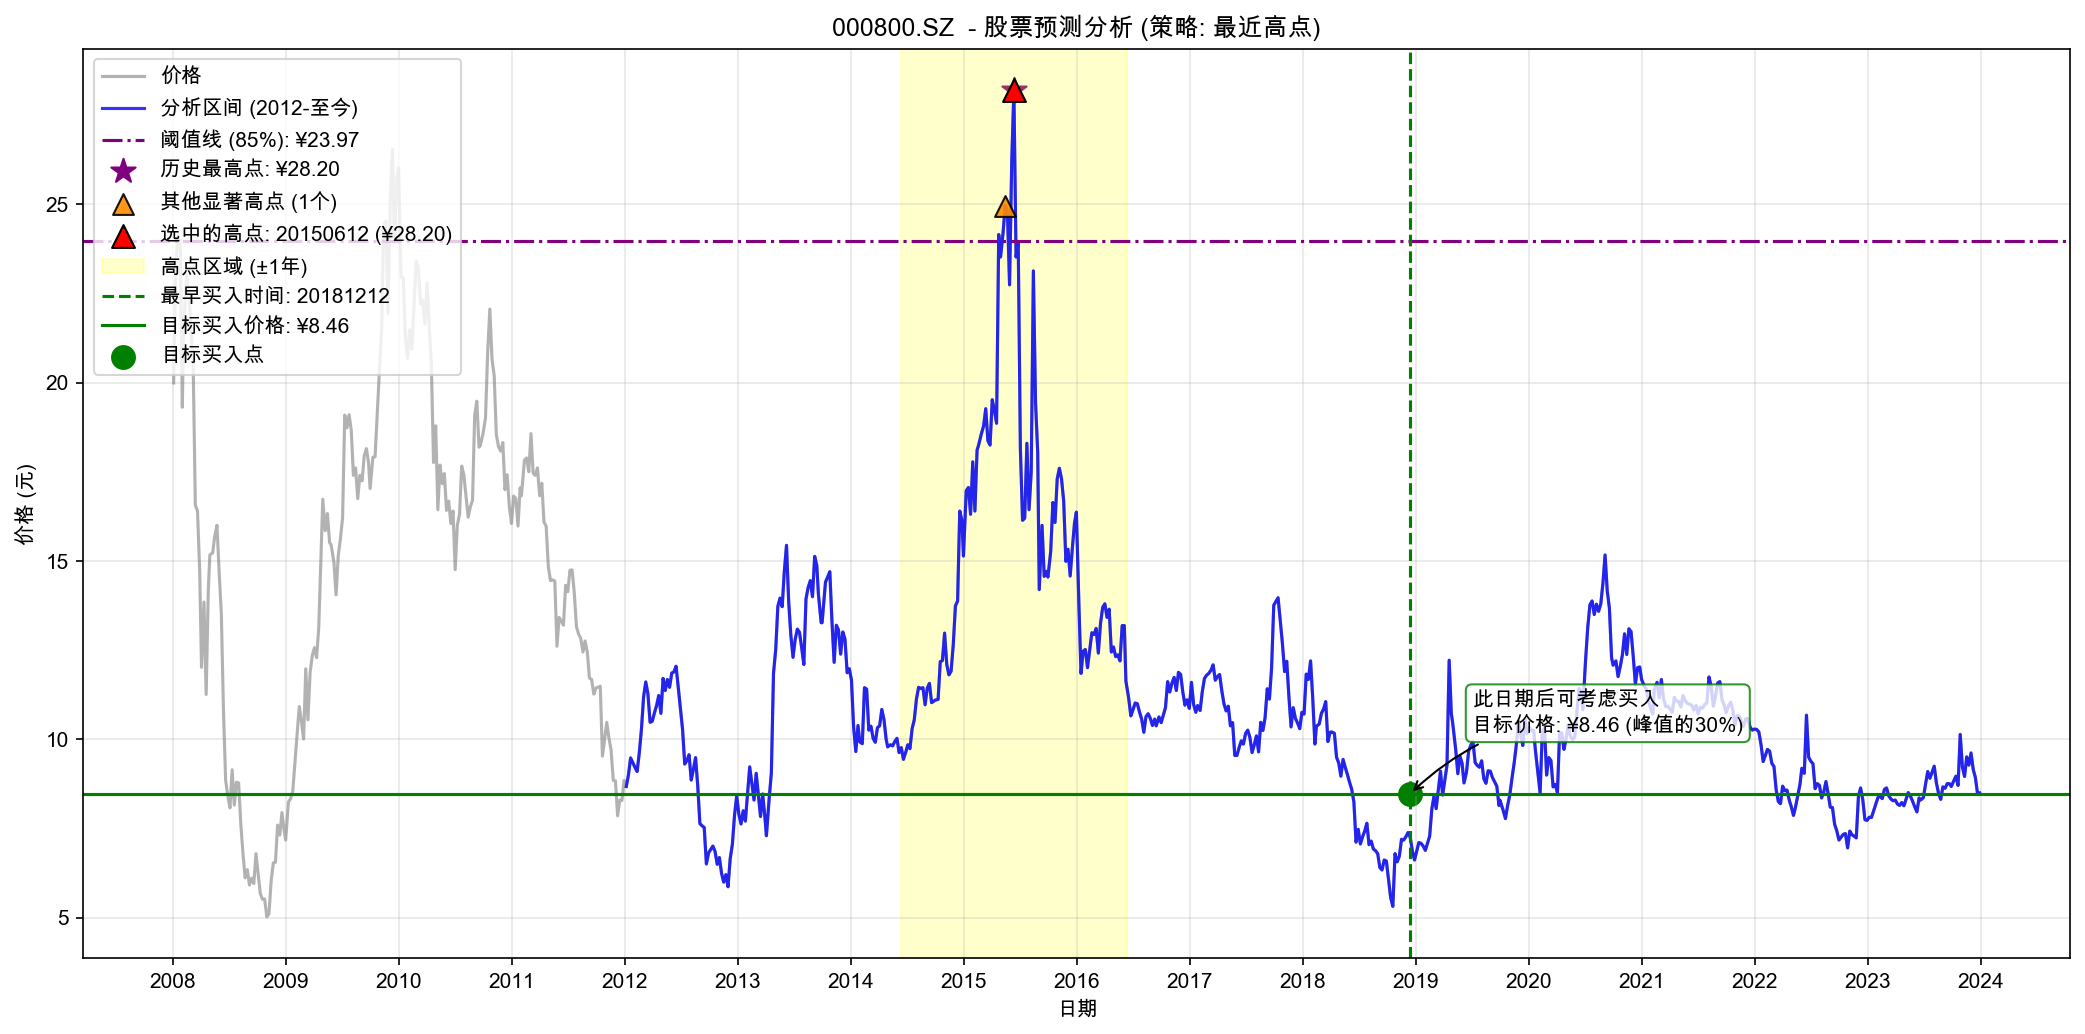 000800.SZ - 股票预测分析 (策略: 最近高点)
价格
分析区间 (2012-至今)
阈值线 (85%): ¥23.97
历史最高点: ¥28.20
其他显著高点 (1个)
选中的高点: 20150612 (¥28.20)
高点区域 (±1年)
最早买入时间: 20181212
目标买入价格: ¥8.46
目标买入点
价格 (元)
25
20
15
10
5
此日期后可考虑买入
目标价格: ¥8.46 (峰值的30%)
2008 2009 2010 2011 2012 2013 2014 2015 2016 2017 2018 2019 2020 2021 2022 2023 2024
日期